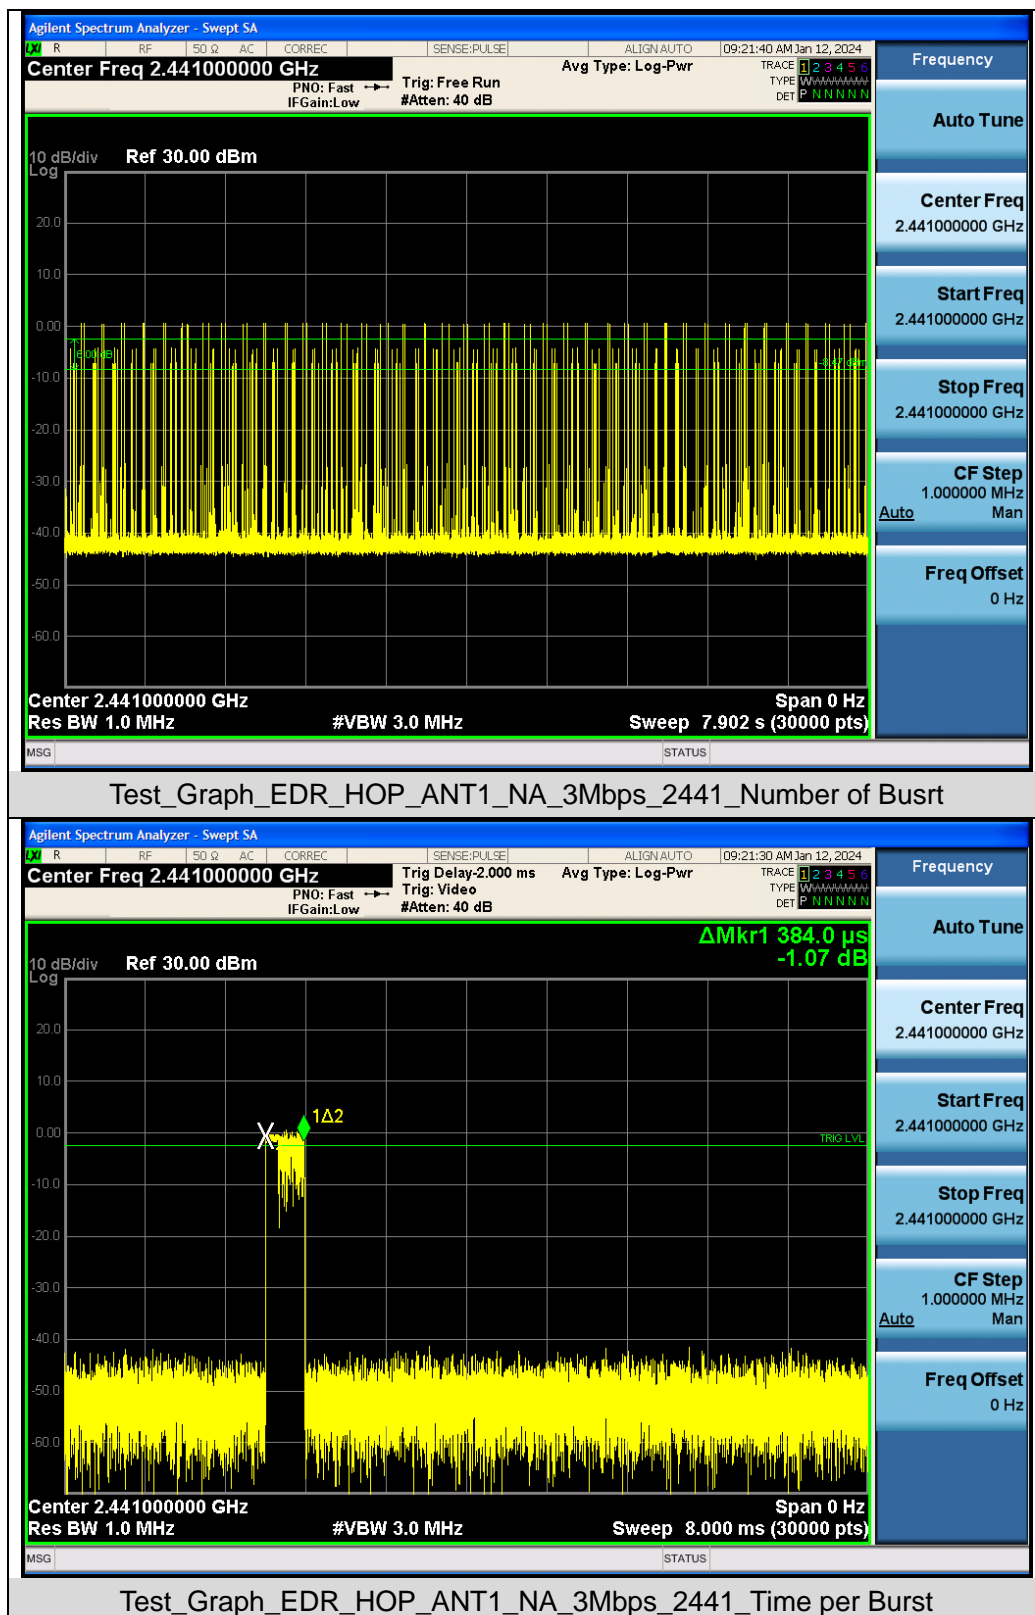 Agilent Spectrum Analyzer - Swept SA
LXI R RF 50 Ω AC CORREC SENSE:PULSE ALIGN AUTO 09:21:40 AM Jan 12, 2024
Center Freq 2.441000000 GHz
PNO: Fast
IFGain:Low
Trig: Free Run
#Atten: 40 dB
Avg Type: Log-Pwr
TRACE 1 2 3 4 5 6
TYPE WWWWWW
DET P N N N N N
10 dB/div
Log
Ref 30.00 dBm
20.0
10.0
0.00
6.00 dB
-8.47 dBm
-10.0
-20.0
-30.0
-40.0
-50.0
-60.0
Center 2.441000000 GHz Span 0 Hz
Res BW 1.0 MHz #VBW 3.0 MHz Sweep 7.902 s (30000 pts)
MSG STATUS
Frequency
Auto Tune
Center Freq
2.441000000 GHz
Start Freq
2.441000000 GHz
Stop Freq
2.441000000 GHz
CF Step
1.000000 MHz
Auto Man
Freq Offset
0 Hz
Test_Graph_EDR_HOP_ANT1_NA_3Mbps_2441_Number of Busrt
Agilent Spectrum Analyzer - Swept SA
LXI R RF 50 Ω AC CORREC SENSE:PULSE ALIGN AUTO 09:21:30 AM Jan 12, 2024
Center Freq 2.441000000 GHz
PNO: Fast
IFGain:Low
Trig Delay-2.000 ms
Trig: Video
#Atten: 40 dB
Avg Type: Log-Pwr
TRACE 1 2 3 4 5 6
TYPE WWWWWW
DET P N N N N N
ΔMkr1 384.0 µs
-1.07 dB
10 dB/div
Log
Ref 30.00 dBm
20.0
10.0
1Δ2
0.00
TRIG LVL
-10.0
-20.0
-30.0
-40.0
-50.0
-60.0
Center 2.441000000 GHz Span 0 Hz
Res BW 1.0 MHz #VBW 3.0 MHz Sweep 8.000 ms (30000 pts)
MSG STATUS
Frequency
Auto Tune
Center Freq
2.441000000 GHz
Start Freq
2.441000000 GHz
Stop Freq
2.441000000 GHz
CF Step
1.000000 MHz
Auto Man
Freq Offset
0 Hz
Test_Graph_EDR_HOP_ANT1_NA_3Mbps_2441_Time per Burst